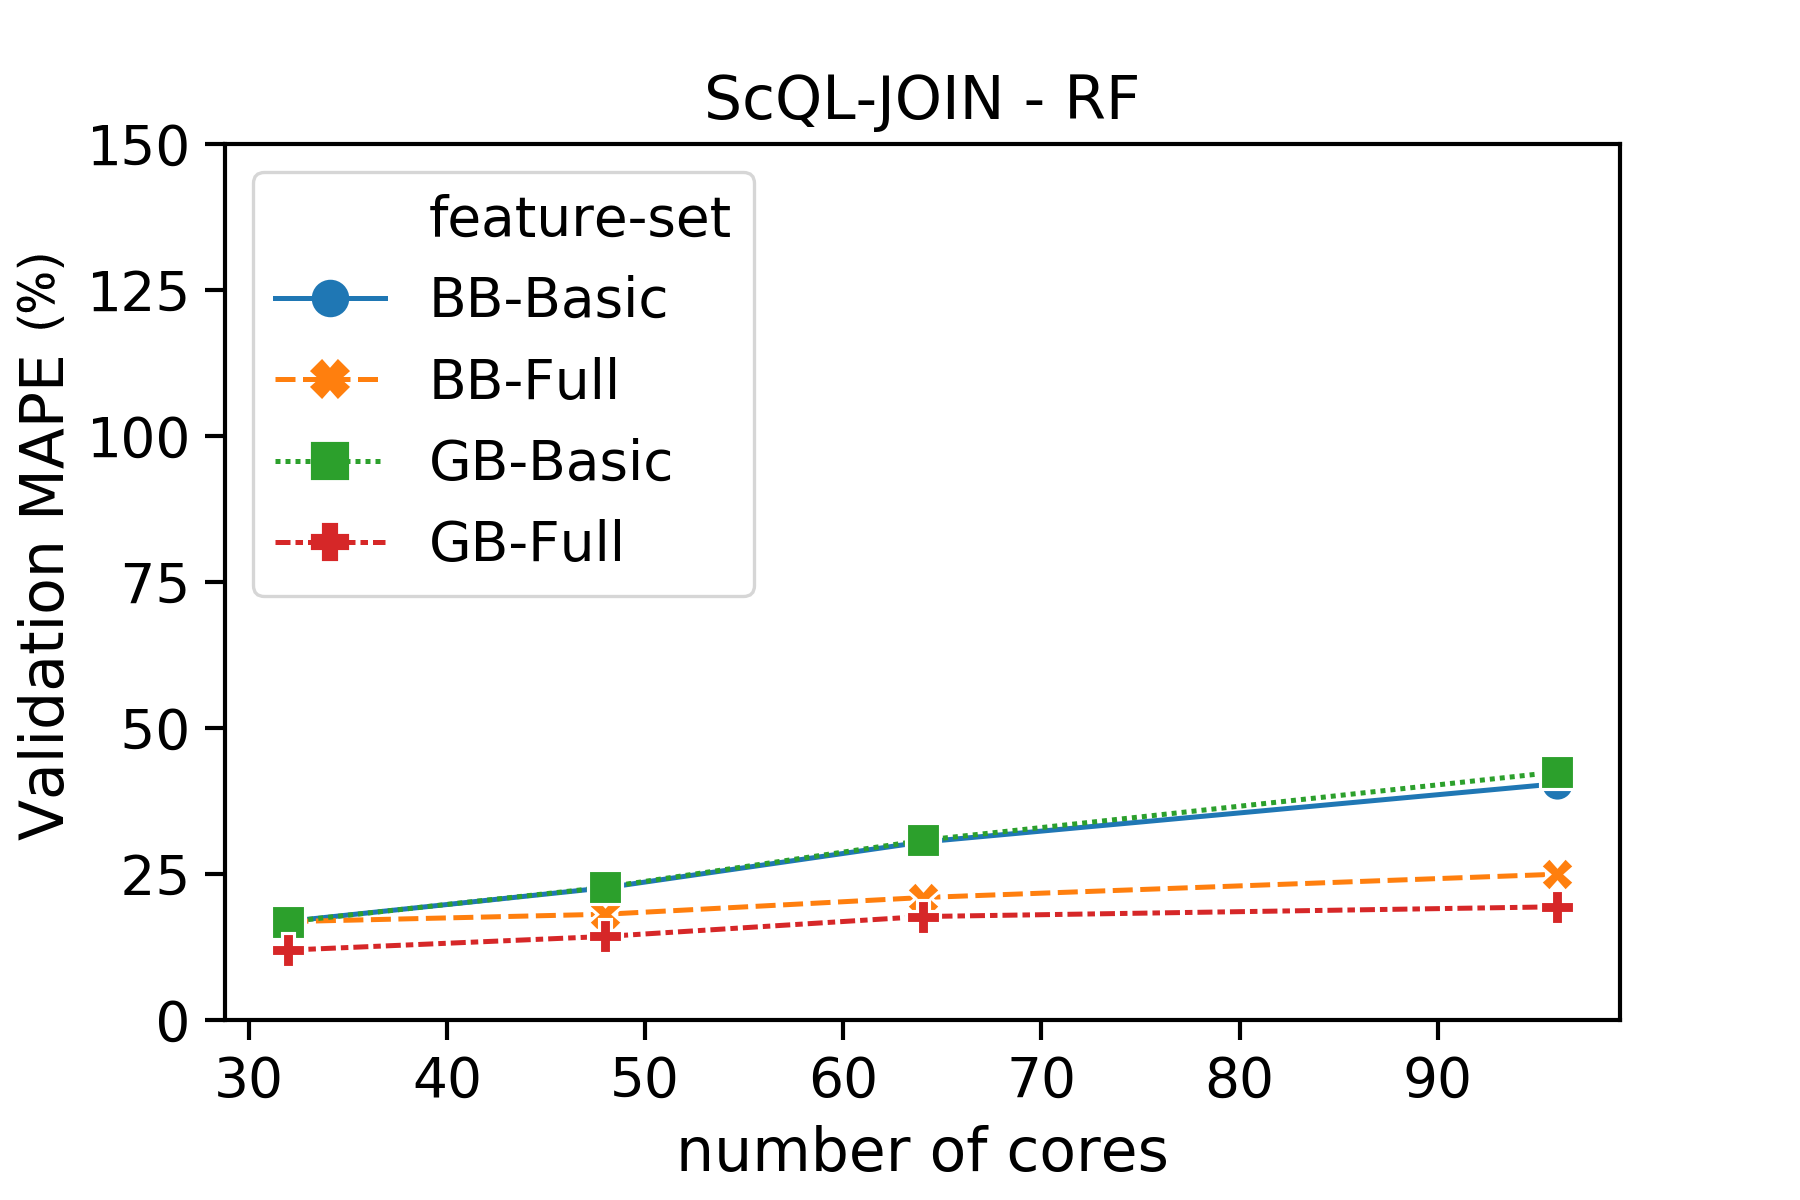 ScQL-JOIN - RF
Validation MAPE (%)
150
125
100
75
50
25
0
feature-set
BB-Basic
BB-Full
GB-Basic
GB-Full
30 40 50 60 70 80 90
number of cores